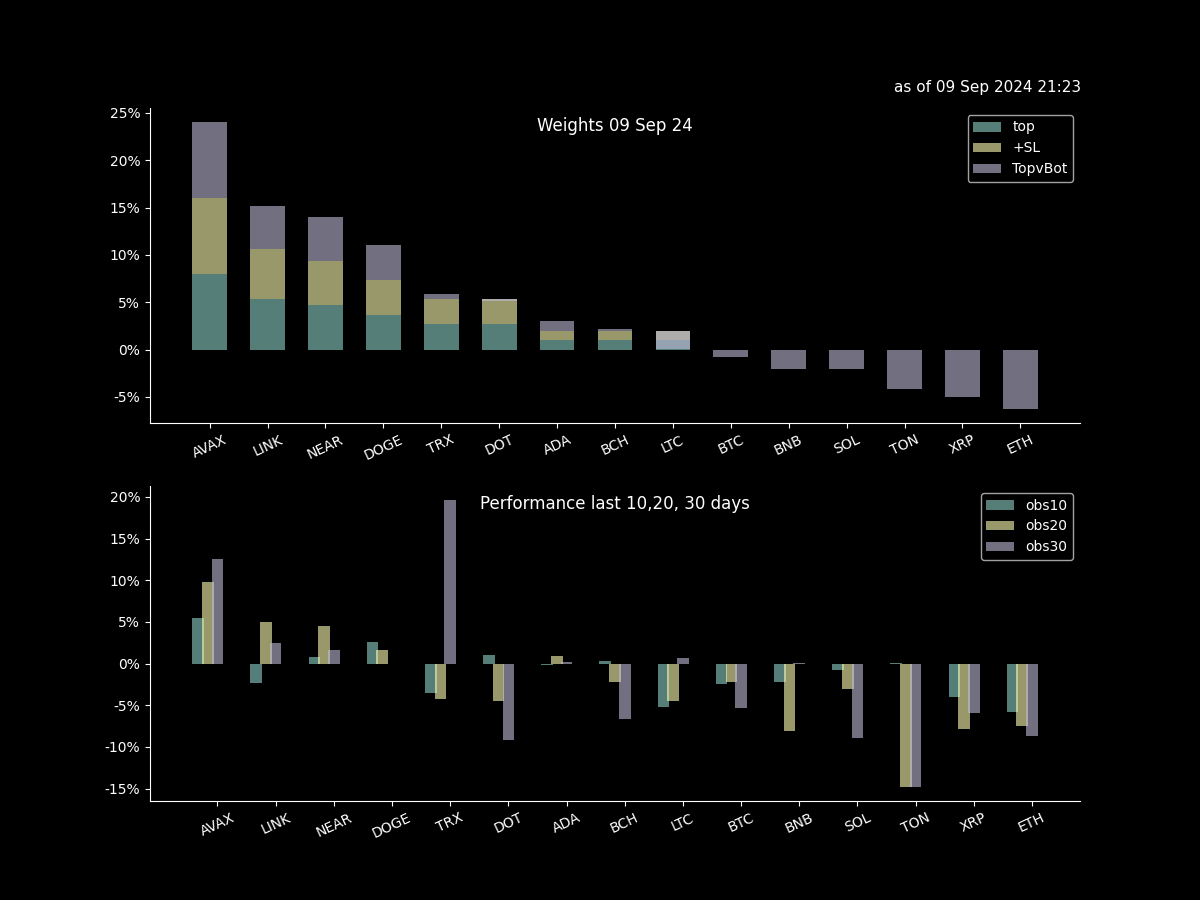 as of 09 Sep 2024 21:23
Weights 09 Sep 24
top
+SL
TopvBot
25%
20%
15%
10%
5%
0%
-5%
AVAX LINK NEAR DOGE TRX DOT ADA BCH LTC BTC BNB SOL TON XRP ETH
Performance last 10,20, 30 days
obs10
obs20
obs30
20%
15%
10%
5%
0%
-5%
-10%
-15%
AVAX LINK NEAR DOGE TRX DOT ADA BCH LTC BTC BNB SOL TON XRP ETH